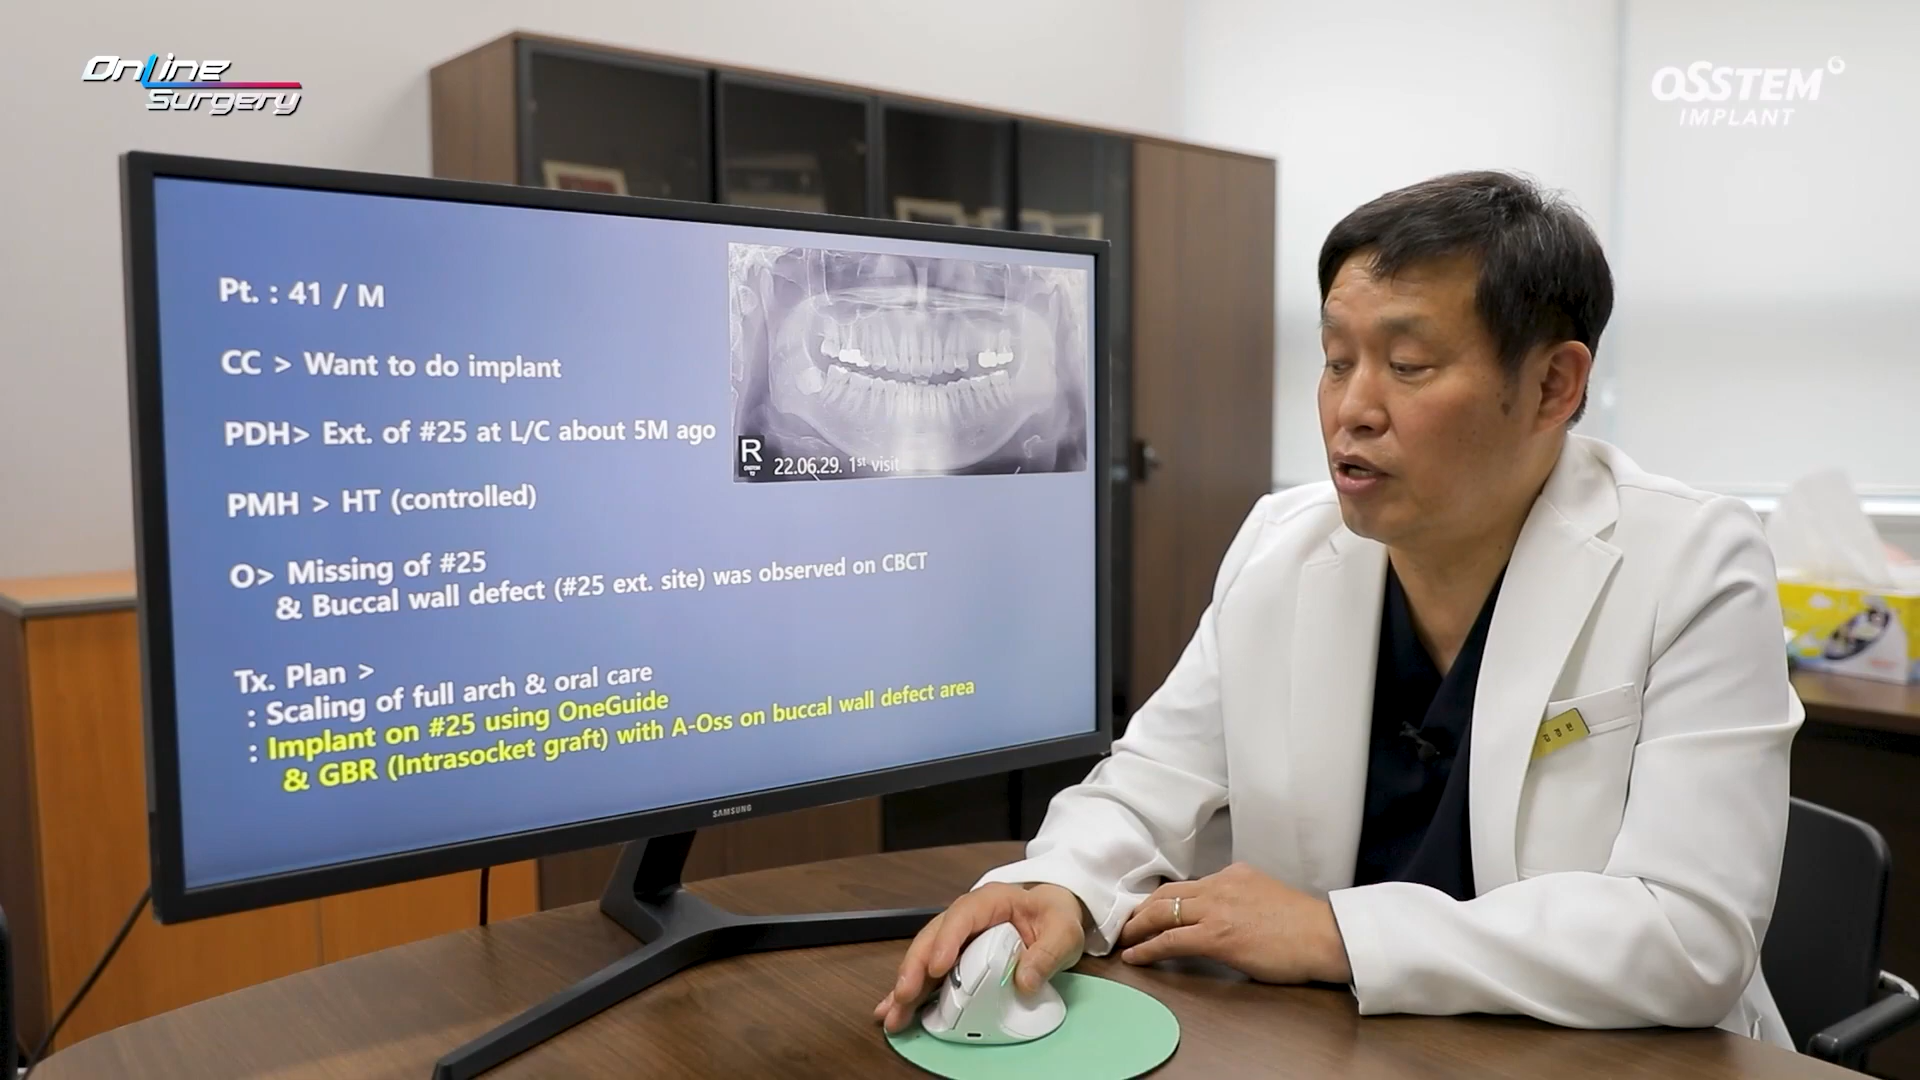 OnLine
Surgery
OSSTEM
IMPLANT
Pt. : 41 / M
CC > Want to do implant
PDH> Ext. of #25 at L/C about 5M ago
PMH > HT (controlled)
O> Missing of #25
& Buccal wall defect (#25 ext. site) was observed on CBCT
Tx. Plan >
: Scaling of full arch & oral care
: Implant on #25 using OneGuide
& GBR (Intrasocket graft) with A-Oss on buccal wall defect area
R
22.06.29. 1st visit
SAMSUNG